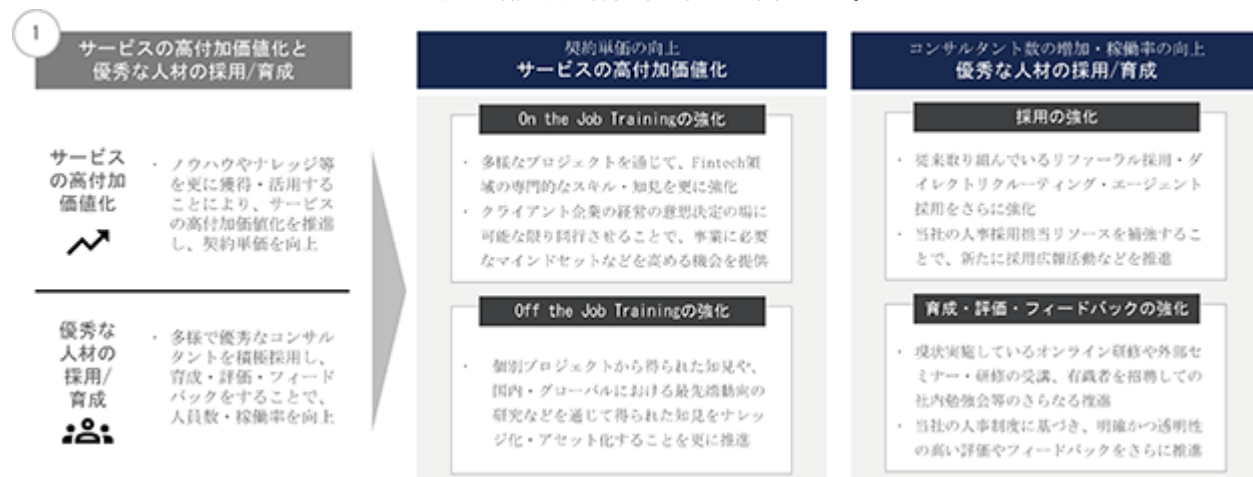 1
サービスの高付加価値化と
優秀な人材の採用/育成
サービス
の高付加
価値化
・ ノウハウやナレッジ等
を更に獲得・活用する
ことにより、サービス
の高付加価値化を推進
し、契約単価を向上
優秀な
人材の
採用/
育成
・ 多様で優秀なコンサル
タントを積極採用し、
育成・評価・フィード
バックをすることで、
人員数・稼働率を向上
契約単価の向上
サービスの高付加価値化
On the Job Trainingの強化
・ 多様なプロジェクトを通じて、Fintech領
域の専門的なスキル・知見を更に強化
・ クライアント企業の経営の意思決定の場に
可能な限り同行させることで、事業に必要
なマインドセットなどを高める機会を提供
Off the Job Trainingの強化
・ 個別プロジェクトから得られた知見や、
国内・グローバルにおける最先端動向の
研究などを通じて得られた知見をナレッ
ジ化・アセット化することを更に推進
コンサルタント数の増加・稼働率の向上
優秀な人材の採用/育成
採用の強化
・ 従来取り組んでいるリファーラル採用・ダ
イレクトリクルーティング・エージェント
採用をさらに強化
・ 当社の人事採用担当リソースを補強するこ
とで、新たに採用広報活動などを推進
育成・評価・フィードバックの強化
・ 現状実施しているオンライン研修や外部セ
ミナー・研修の受講、有識者を招聘しての
社内勉強会等のさらなる推進
・ 当社の人事制度に基づき、明確かつ透明性
の高い評価やフィードバックをさらに推進